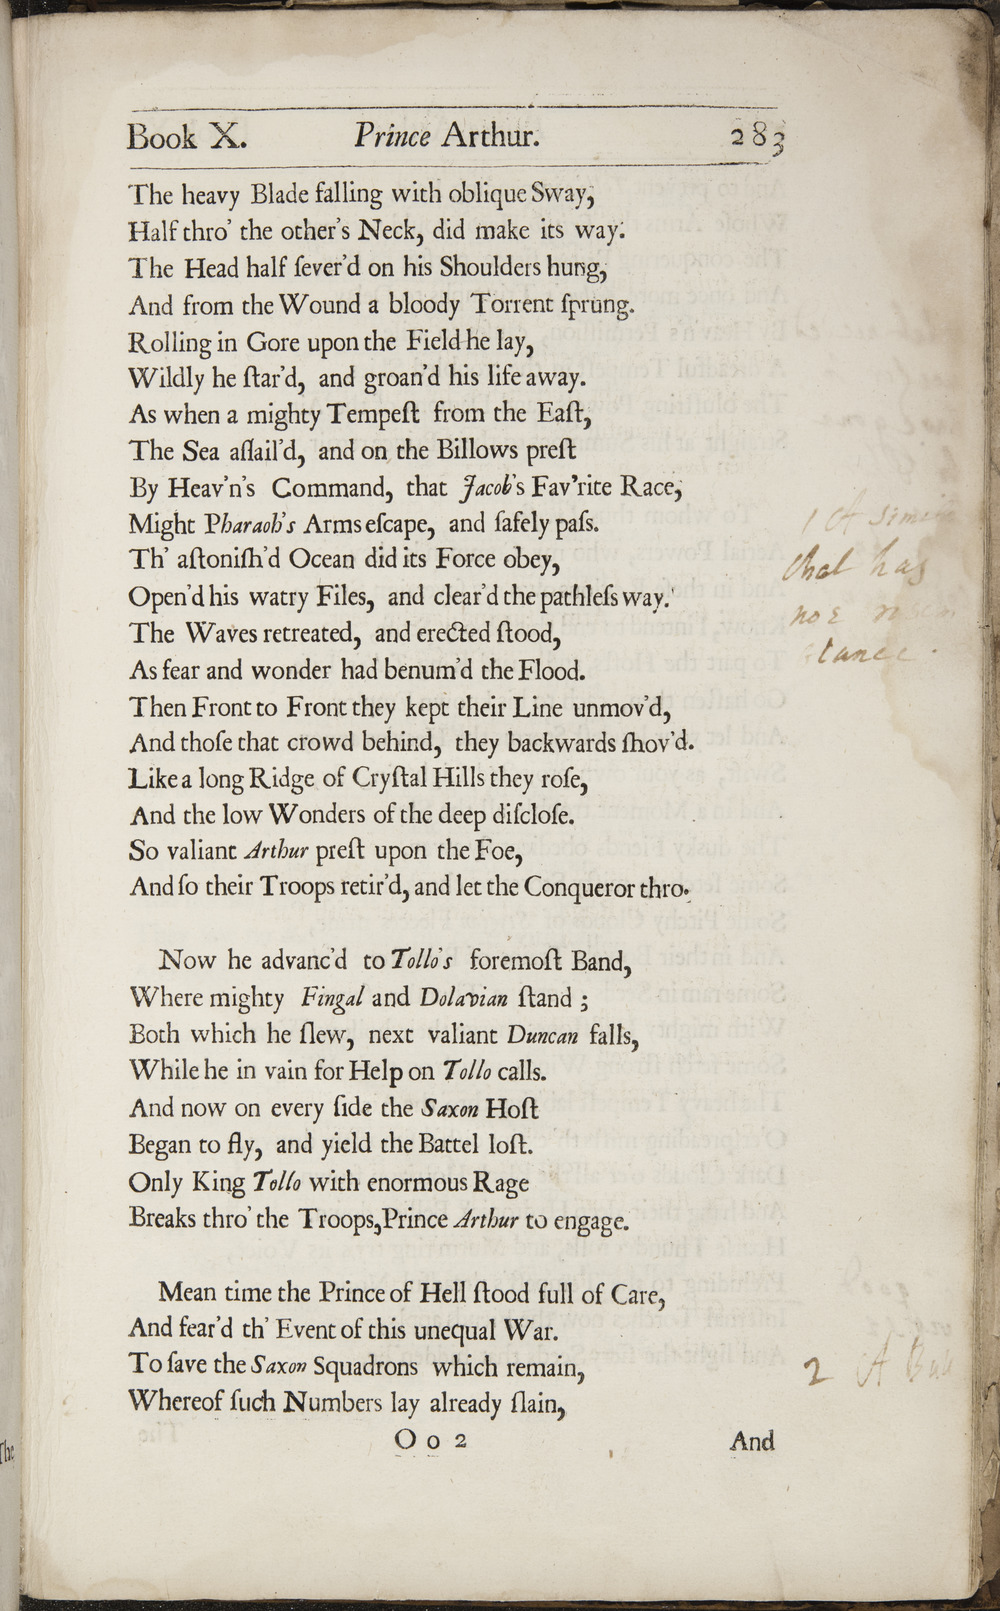 Book X. Prince Arthur. 283
The heavy Blade falling with oblique Sway,
Half thro' the other's Neck, did make its way.
The Head half ſever'd on his Shoulders hung,
And from the Wound a bloody Torrent ſprung.
Rolling in Gore upon the Field he lay,
Wildly he ſtar'd, and groan'd his life away.
As when a mighty Tempeſt from the Eaſt,
The Sea aſſail'd, and on the Billows preſt
By Heav'n's Command, that Jacob's Fav'rite Race,
Might Pharaoh's Arms eſcape, and ſafely paſs.
Th' aſtoniſh'd Ocean did its Force obey,
Open'd his watry Files, and clear'd the pathleſs way.
The Waves retreated, and erected ſtood,
As fear and wonder had benum'd the Flood.
Then Front to Front they kept their Line unmov'd,
And thoſe that crowd behind, they backwards ſhov'd.
Like a long Ridge of Cryſtal Hills they roſe,
And the low Wonders of the deep diſcloſe.
So valiant Arthur preſt upon the Foe,
And ſo their Troops retir'd, and let the Conqueror thro.
Now he advanc'd to Tollo's foremoſt Band,
Where mighty Fingal and Dolavian ſtand ;
Both which he ſlew, next valiant Duncan falls,
While he in vain for Help on Tollo calls.
And now on every ſide the Saxon Hoſt
Began to fly, and yield the Battel loſt.
Only King Tollo with enormous Rage
Breaks thro' the Troops, Prince Arthur to engage.
Mean time the Prince of Hell ſtood full of Care,
And fear'd th' Event of this unequal War.
To ſave the Saxon Squadrons which remain,
Whereof ſuch Numbers lay already ſlain,
O o 2 And
1 A
that has
not
2 A